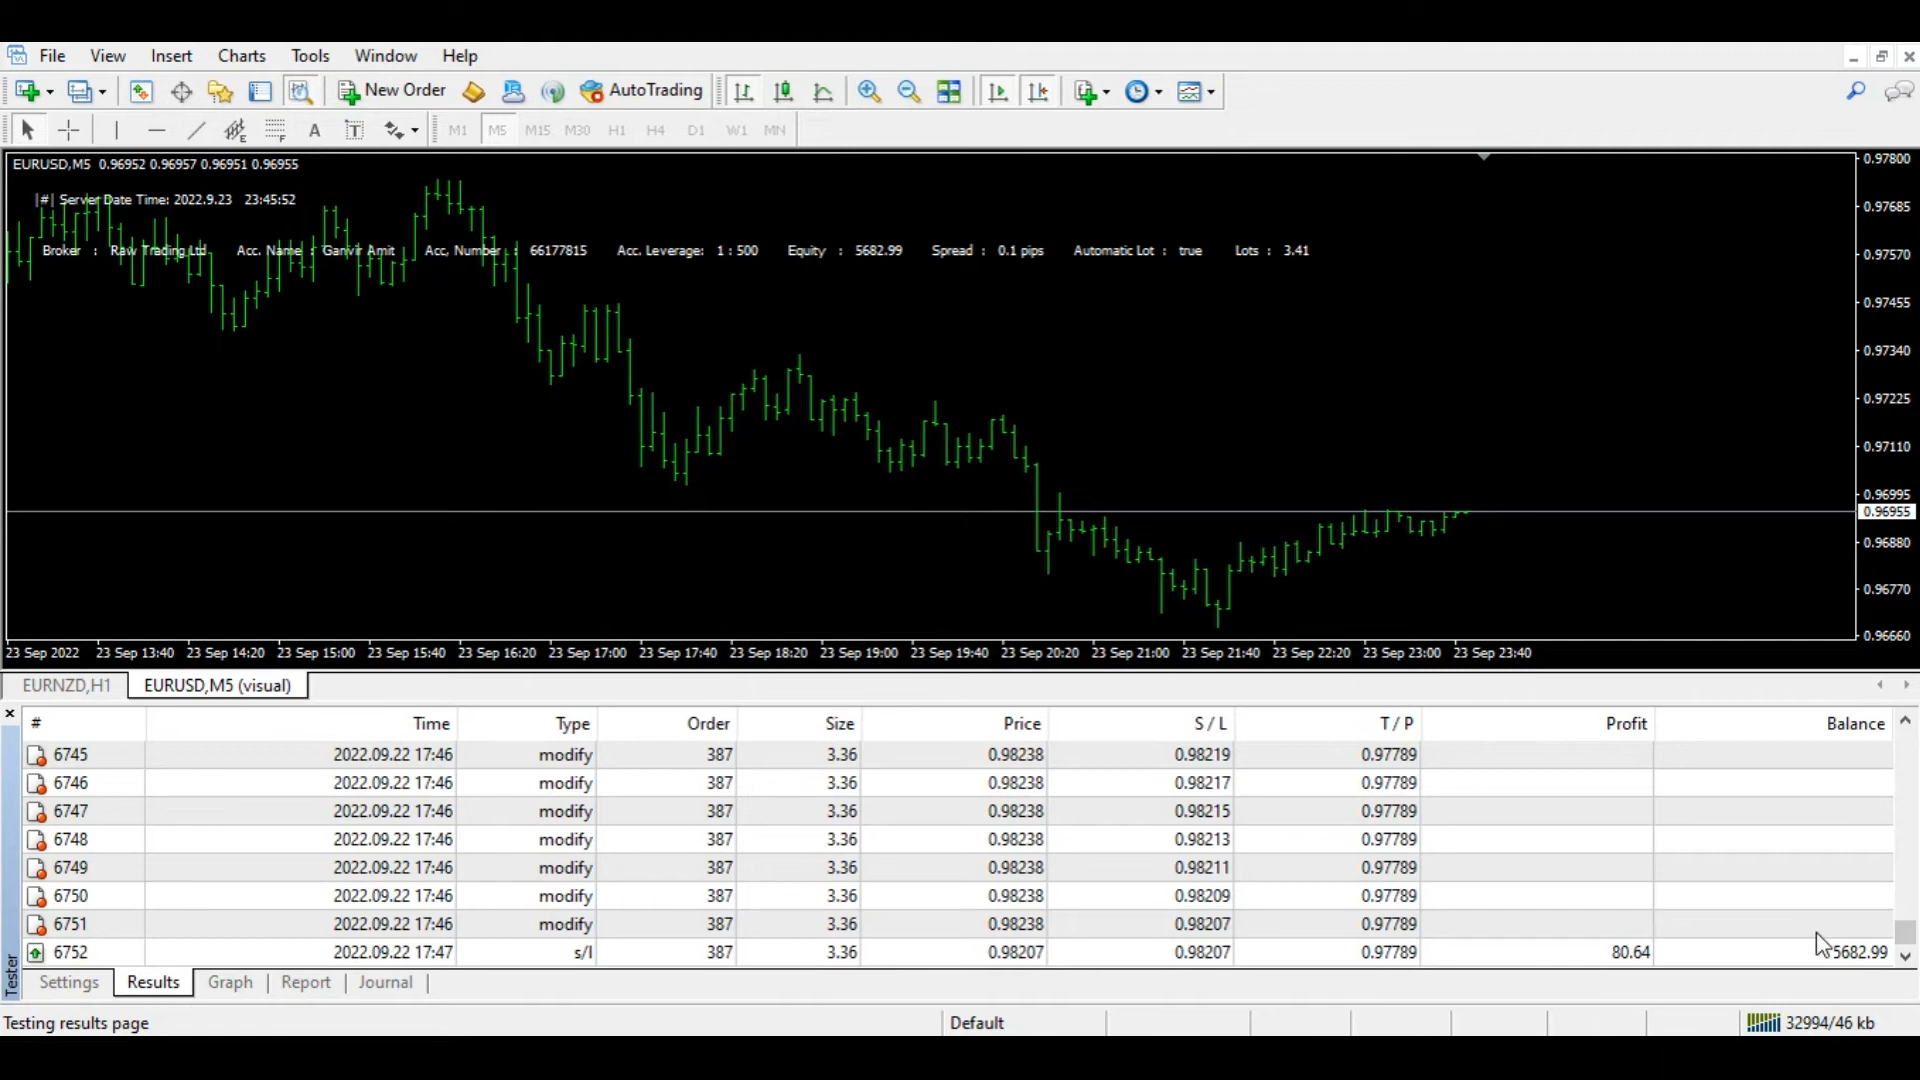 File View Insert Charts Tools Window Help
New Order AutoTrading
E F A T M1 M5 M15 M30 H1 H4 D1 W1 MN
EURUSD,M5 0.96952 0.96957 0.96951 0.96955
|#| Server Date Time: 2022.9.23 23:45:52
Broker : Raw Trading Ltd Acc. Name : Ganvir Amit Acc, Number : 66177815 Acc. Leverage: 1 : 500 Equity : 5682.99 Spread : 0.1 pips Automatic Lot : true Lots : 3.41
0.97800
0.97685
0.97570
0.97455
0.97340
0.97225
0.97110
0.96995
0.96955
0.96880
0.96770
0.96660
23 Sep 2022 23 Sep 13:40 23 Sep 14:20 23 Sep 15:00 23 Sep 15:40 23 Sep 16:20 23 Sep 17:00 23 Sep 17:40 23 Sep 18:20 23 Sep 19:00 23 Sep 19:40 23 Sep 20:20 23 Sep 21:00 23 Sep 21:40 23 Sep 22:20 23 Sep 23:00 23 Sep 23:40
EURNZD,H1 EURUSD,M5 (visual)
# Time Type Order Size Price S / L T / P Profit Balance
6745 2022.09.22 17:46 modify 387 3.36 0.98238 0.98219 0.97789
6746 2022.09.22 17:46 modify 387 3.36 0.98238 0.98217 0.97789
6747 2022.09.22 17:46 modify 387 3.36 0.98238 0.98215 0.97789
6748 2022.09.22 17:46 modify 387 3.36 0.98238 0.98213 0.97789
6749 2022.09.22 17:46 modify 387 3.36 0.98238 0.98211 0.97789
6750 2022.09.22 17:46 modify 387 3.36 0.98238 0.98209 0.97789
6751 2022.09.22 17:46 modify 387 3.36 0.98238 0.98207 0.97789
6752 2022.09.22 17:47 s/l 387 3.36 0.98207 0.98207 0.97789 80.64 5682.99
Tester
Settings Results Graph Report Journal
Testing results page Default 32994/46 kb